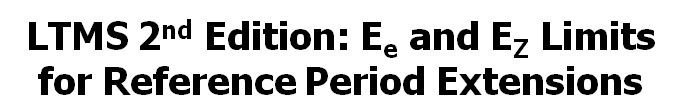 LTMS 2nd Edition: Ee and EZ Limits
for Reference Period Extensions